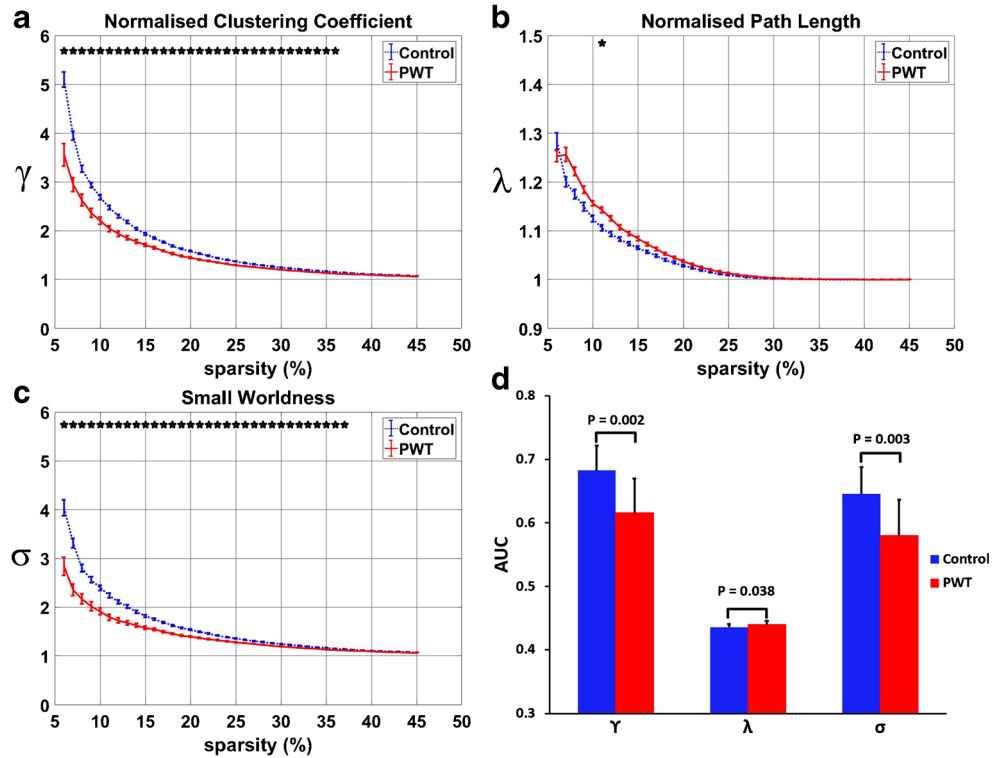 a
Normalised Clustering Coefficient
6
5
4
3
2
1
0
γ
Control
PWT
5 10 15 20 25 30 35 40 45 50
sparsity (%)
b
Normalised Path Length
1.5
1.4
1.3
1.2
1.1
1
0.9
λ
Control
PWT
5 10 15 20 25 30 35 40 45 50
sparsity (%)
c
Small Worldness
6
5
4
3
2
1
0
σ
Control
PWT
5 10 15 20 25 30 35 40 45 50
sparsity (%)
d
0.8
0.7
0.6
0.5
0.4
0.3
AUC
P = 0.002
P = 0.038
P = 0.003
ϒ λ σ
Control
PWT